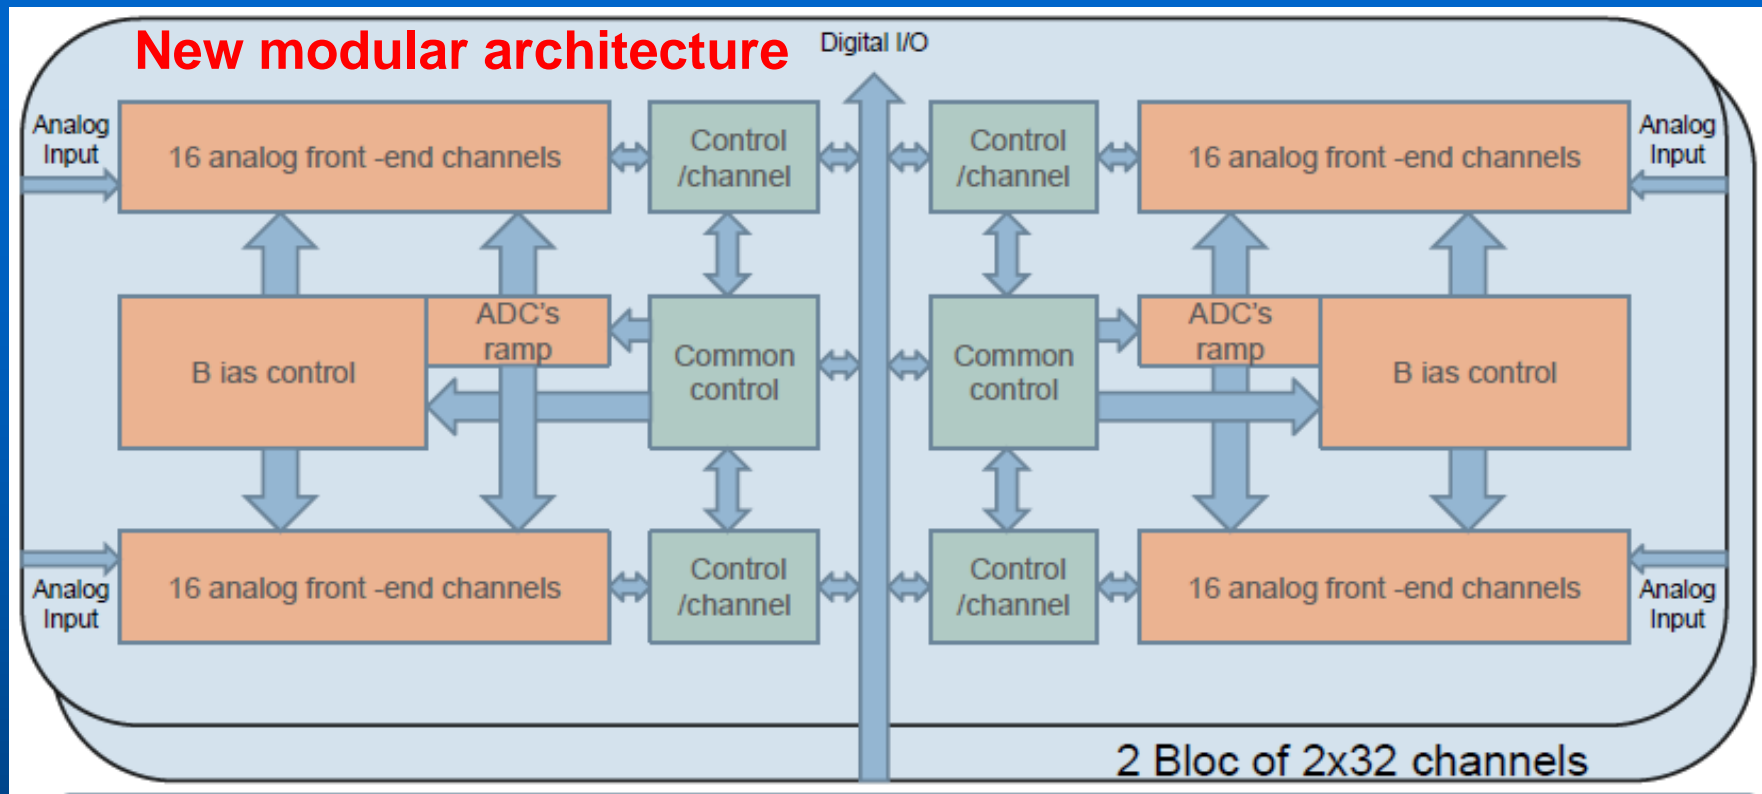 New modular architecture
Digital I/O
Analog
Input
16 analog front -end channels
Control
/channel
Control
/channel
16 analog front -end channels
Analog
Input
B ias control
ADC's
ramp
Common
control
Common
control
ADC's
ramp
B ias control
Analog
Input
16 analog front -end channels
Control
/channel
Control
/channel
16 analog front -end channels
Analog
Input
2 Bloc of 2x32 channels